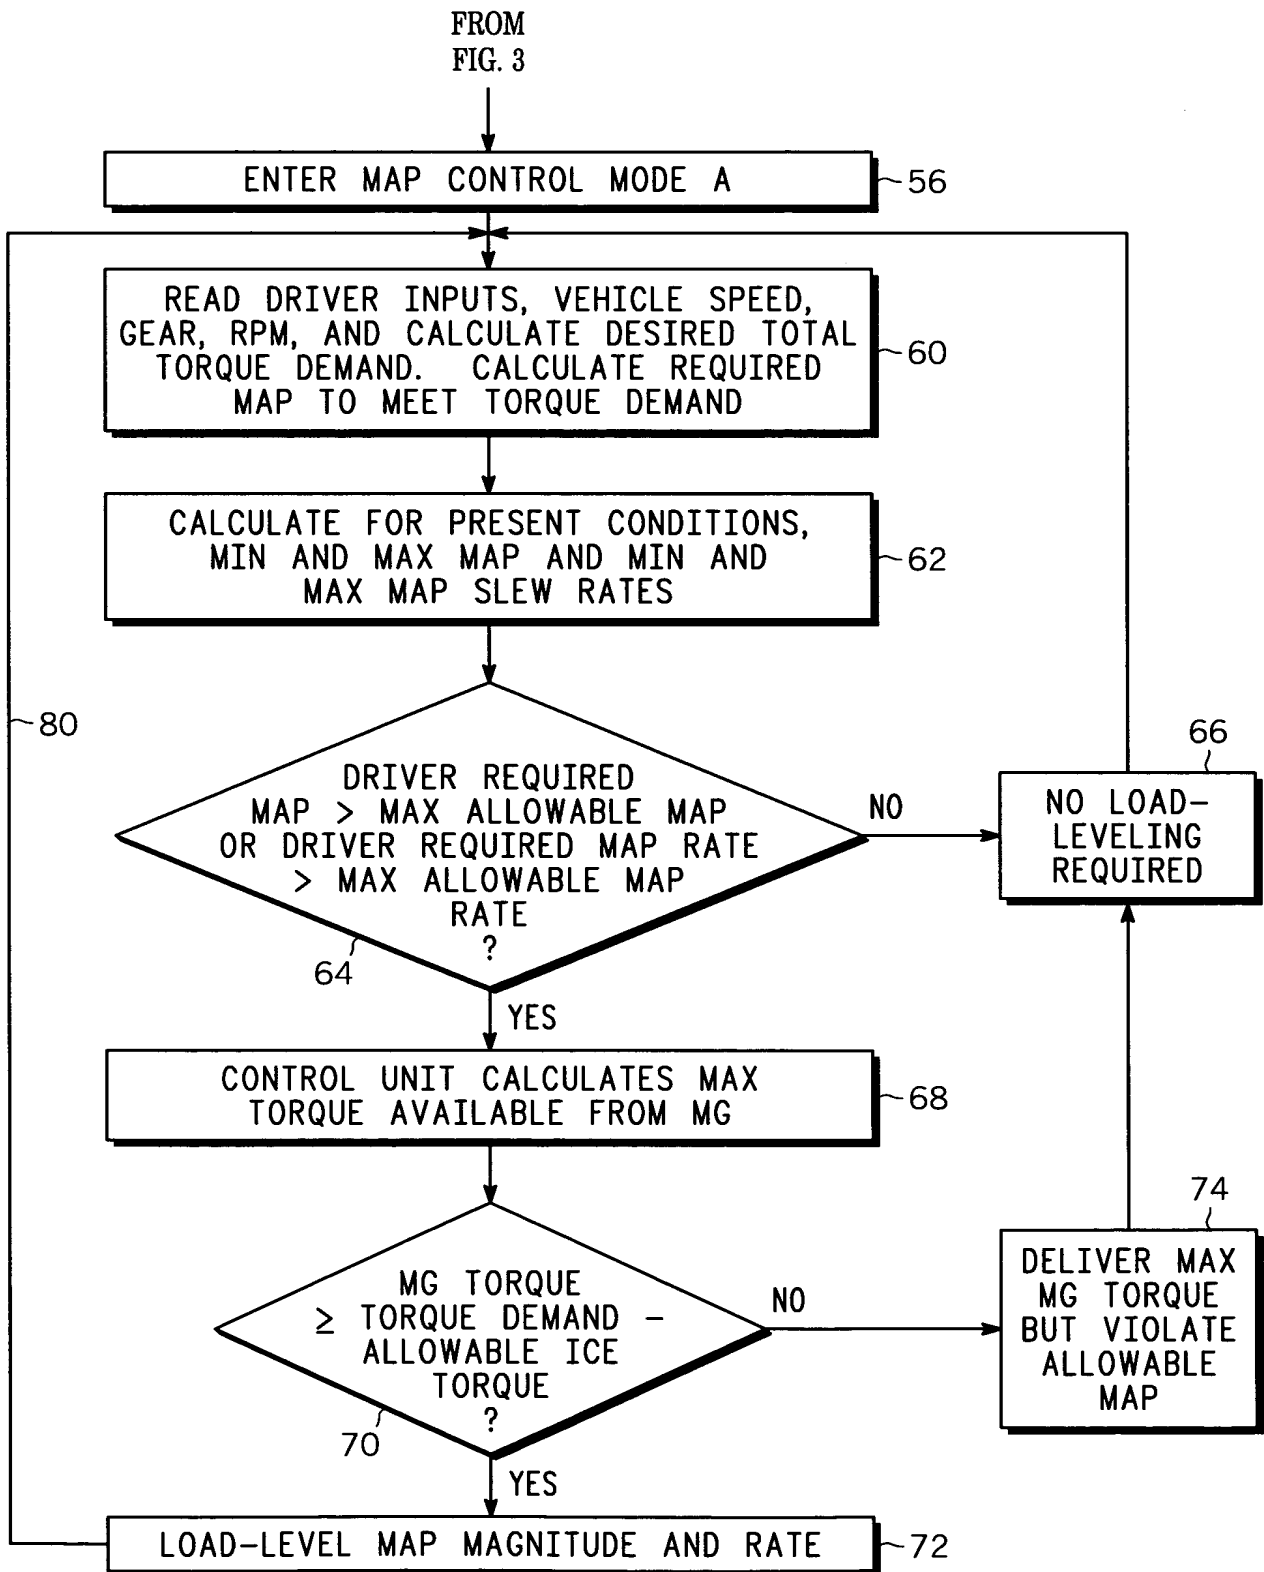 FROM
FIG. 3
ENTER MAP CONTROL MODE A
56
READ DRIVER INPUTS, VEHICLE SPEED,
GEAR, RPM, AND CALCULATE DESIRED TOTAL
TORQUE DEMAND. CALCULATE REQUIRED
MAP TO MEET TORQUE DEMAND
60
CALCULATE FOR PRESENT CONDITIONS,
MIN AND MAX MAP AND MIN AND
MAX MAP SLEW RATES
62
80
DRIVER REQUIRED
MAP > MAX ALLOWABLE MAP
OR DRIVER REQUIRED MAP RATE
> MAX ALLOWABLE MAP
RATE
?
64
NO
66
NO LOAD-
LEVELING
REQUIRED
YES
CONTROL UNIT CALCULATES MAX
TORQUE AVAILABLE FROM MG
68
MG TORQUE
≥ TORQUE DEMAND –
ALLOWABLE ICE
TORQUE
?
70
NO
74
DELIVER MAX
MG TORQUE
BUT VIOLATE
ALLOWABLE
MAP
YES
LOAD-LEVEL MAP MAGNITUDE AND RATE
72